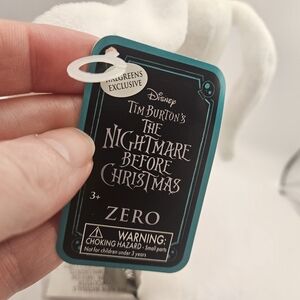 WALGREENS
EXCLUSIVE
Disney
TIM BURTON'S
THE
NIGHTMARE
BEFORE
CHRISTMAS
3+
ZERO
WARNING:
CHOKING HAZARD - Small parts
Not for children under 3 years